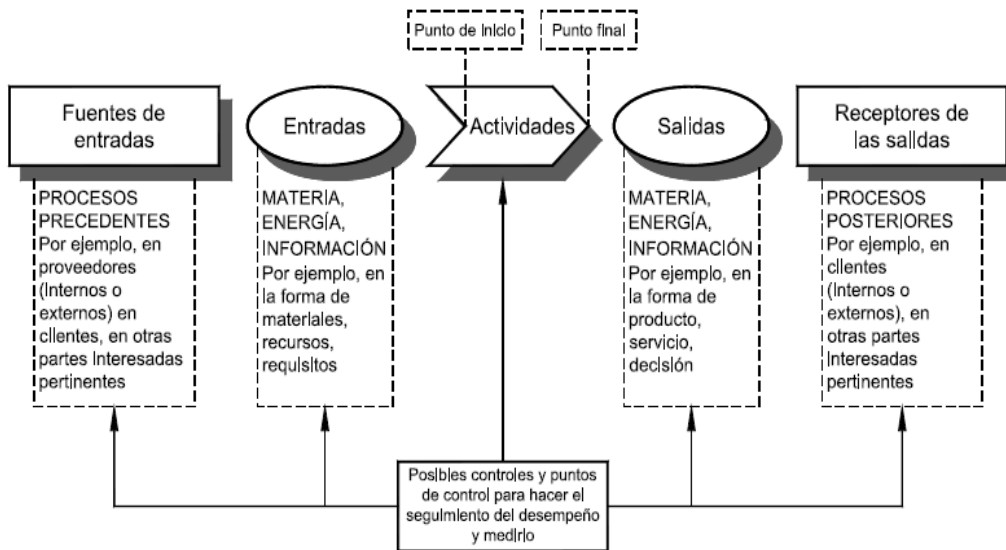 Punto de inicio
Punto final
Fuentes de
entradas
Entradas
Actividades
Salidas
Receptores de
las salidas
PROCESOS
PRECEDENTES
Por ejemplo, en
proveedores
(internos o
externos) en
clientes, en otras
partes interesadas
pertinentes
MATERIA,
ENERGÍA,
INFORMACIÓN
Por ejemplo, en
la forma de
materiales,
recursos,
requisitos
MATERIA,
ENERGÍA,
INFORMACIÓN
Por ejemplo, en
la forma de
producto,
servicio,
decisión
PROCESOS
POSTERIORES
Por ejemplo, en
clientes
(internos o
externos), en
otras partes
interesadas
pertinentes
Posibles controles y puntos
de control para hacer el
seguimiento del desempeño
y medirlo